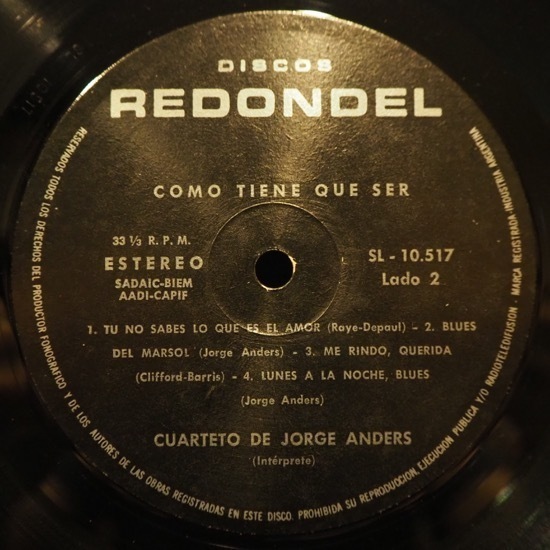 DISCOS
REDONDEL
COMO TIENE QUE SER
33 ⅓ R. P. M.
ESTEREO
SADAIC-BIEM
AADI-CAPIF
SL - 10.517
Lado 2
1. TU NO SABES LO QUE ES EL AMOR (Raye-Depaul) - 2. BLUES
DEL MARSOL (Jorge Anders) - 3. ME RINDO, QUERIDA
(Clifford-Barris) - 4. LUNES A LA NOCHE, BLUES
(Jorge Anders)
CUARTETO DE JORGE ANDERS
(Intérprete)
RESERVADOS TODOS LOS DERECHOS DEL PRODUCTOR FONOGRAFICO Y DE LOS AUTORES DE LAS OBRAS REGISTRADAS EN ESTE DISCO. PROHIBIDA SU REPRODUCCION, EJECUCION PUBLICA Y/O RADIOTELEDIFUSION - MARCA REGISTRADA-INDUSTRIA ARGENTINA